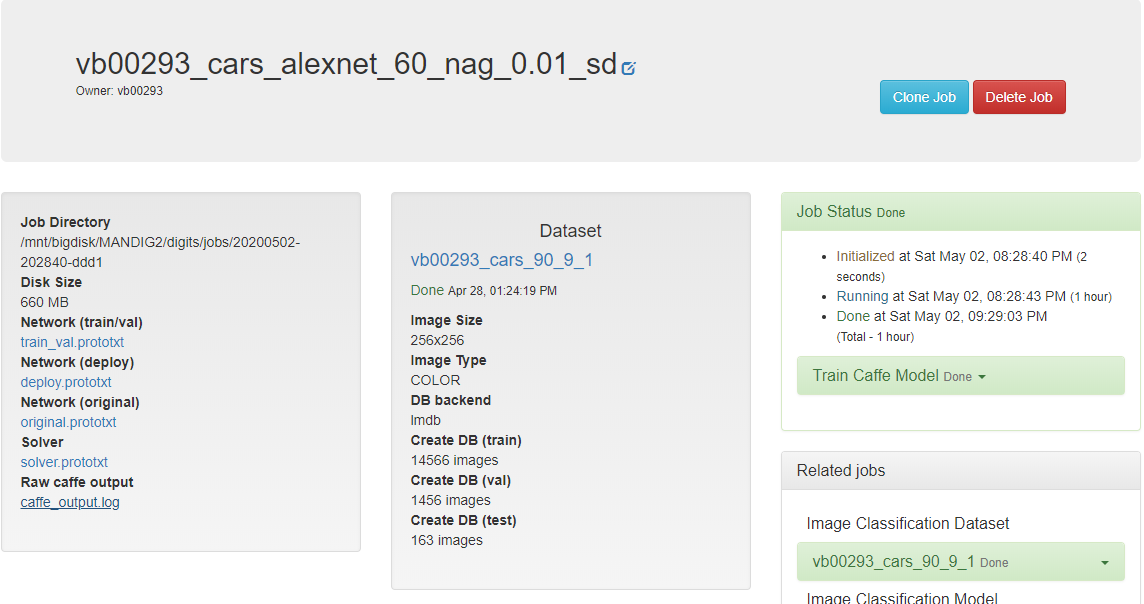 vb00293_cars_alexnet_60_nag_0.01_sd
Owner: vb00293
Clone Job
Delete Job
Job Directory
/mnt/bigdisk/MANDIG2/digits/jobs/20200502-
202840-ddd1
Disk Size
660 MB
Network (train/val)
train_val.prototxt
Network (deploy)
deploy.prototxt
Network (original)
original.prototxt
Solver
solver.prototxt
Raw caffe output
caffe_output.log
Dataset
vb00293_cars_90_9_1
Done Apr 28, 01:24:19 PM
Image Size
256x256
Image Type
COLOR
DB backend
lmdb
Create DB (train)
14566 images
Create DB (val)
1456 images
Create DB (test)
163 images
Job Status Done
Initialized at Sat May 02, 08:28:40 PM (2
seconds)
Running at Sat May 02, 08:28:43 PM (1 hour)
Done at Sat May 02, 09:29:03 PM
(Total - 1 hour)
Train Caffe Model Done
Related jobs
Image Classification Dataset
vb00293_cars_90_9_1 Done
Image Classification Model